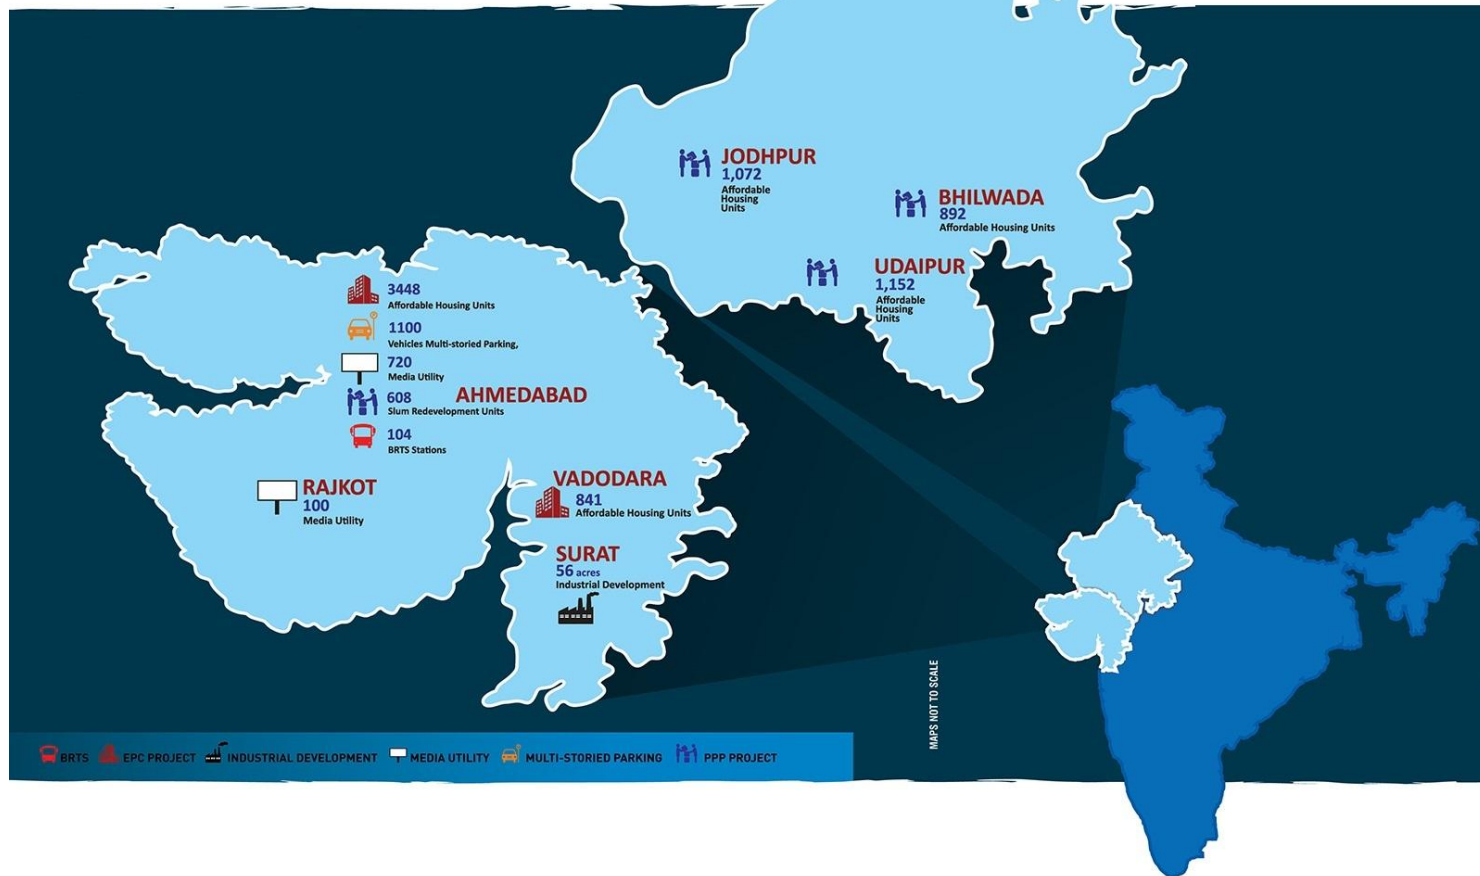 JODHPUR
1,072
Affordable
Housing
Units
BHILWADA
892
Affordable Housing Units
UDAIPUR
1,152
Affordable
Housing
Units
3448
Affordable Housing Units
1100
Vehicles Multi-storied Parking,
720
Media Utility
AHMEDABAD
608
Slum Redevelopment Units
104
BRTS Stations
RAJKOT
100
Media Utility
VADODARA
841
Affordable Housing Units
SURAT
56 acres
Industrial Development
MAPS NOT TO SCALE
BRTS EPC PROJECT INDUSTRIAL DEVELOPMENT MEDIA UTILITY MULTI-STORIED PARKING PPP PROJECT